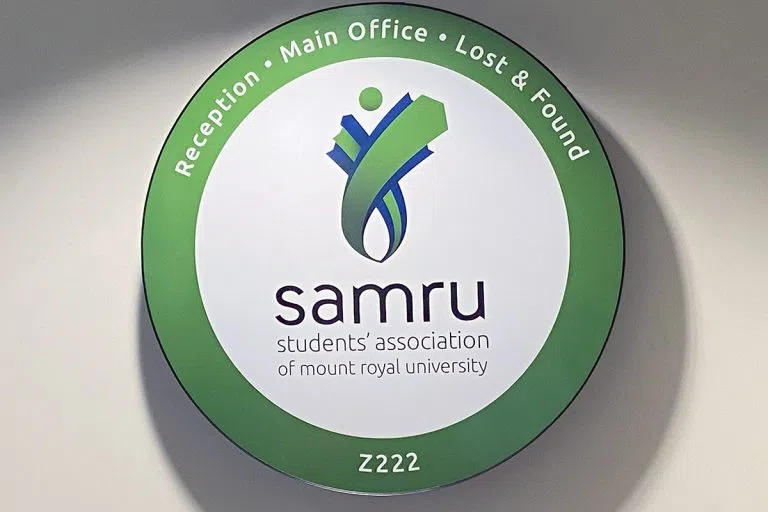 Reception • Main Office • Lost & Found
samru
students' association
of mount royal university
Z222